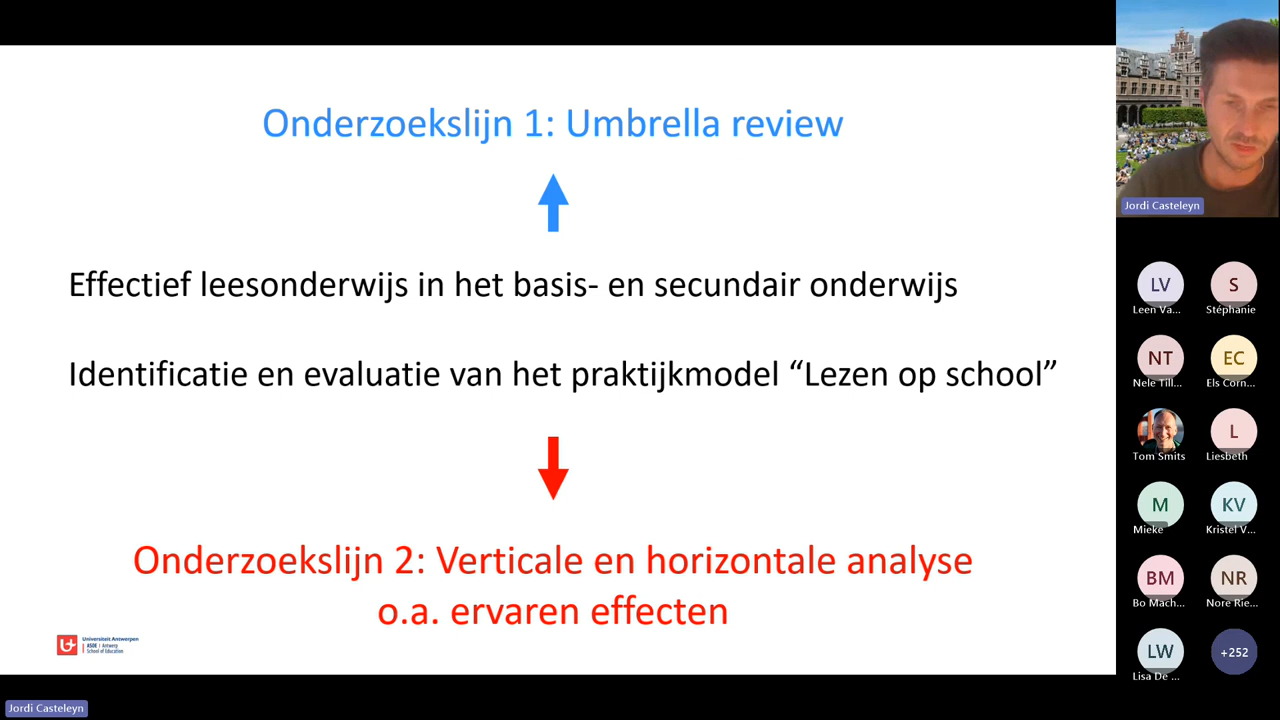 Onderzoekslijn 1: Umbrella review
Effectief leesonderwijs in het basis- en secundair onderwijs
Identificatie en evaluatie van het praktijkmodel “Lezen op school”
Onderzoekslijn 2: Verticale en horizontale analyse
o.a. ervaren effecten
Universiteit Antwerpen
ASOE | Antwerp
School of Education
Jordi Casteleyn
Jordi Casteleyn
LV
Leen Va...
S
Stéphanie
NT
Nele Till...
EC
Els Corn...
Tom Smits
L
Liesbeth
M
Mieke
KV
Kristel V...
BM
Bo Mach...
NR
Nore Rie...
LW
Lisa De ...
+252